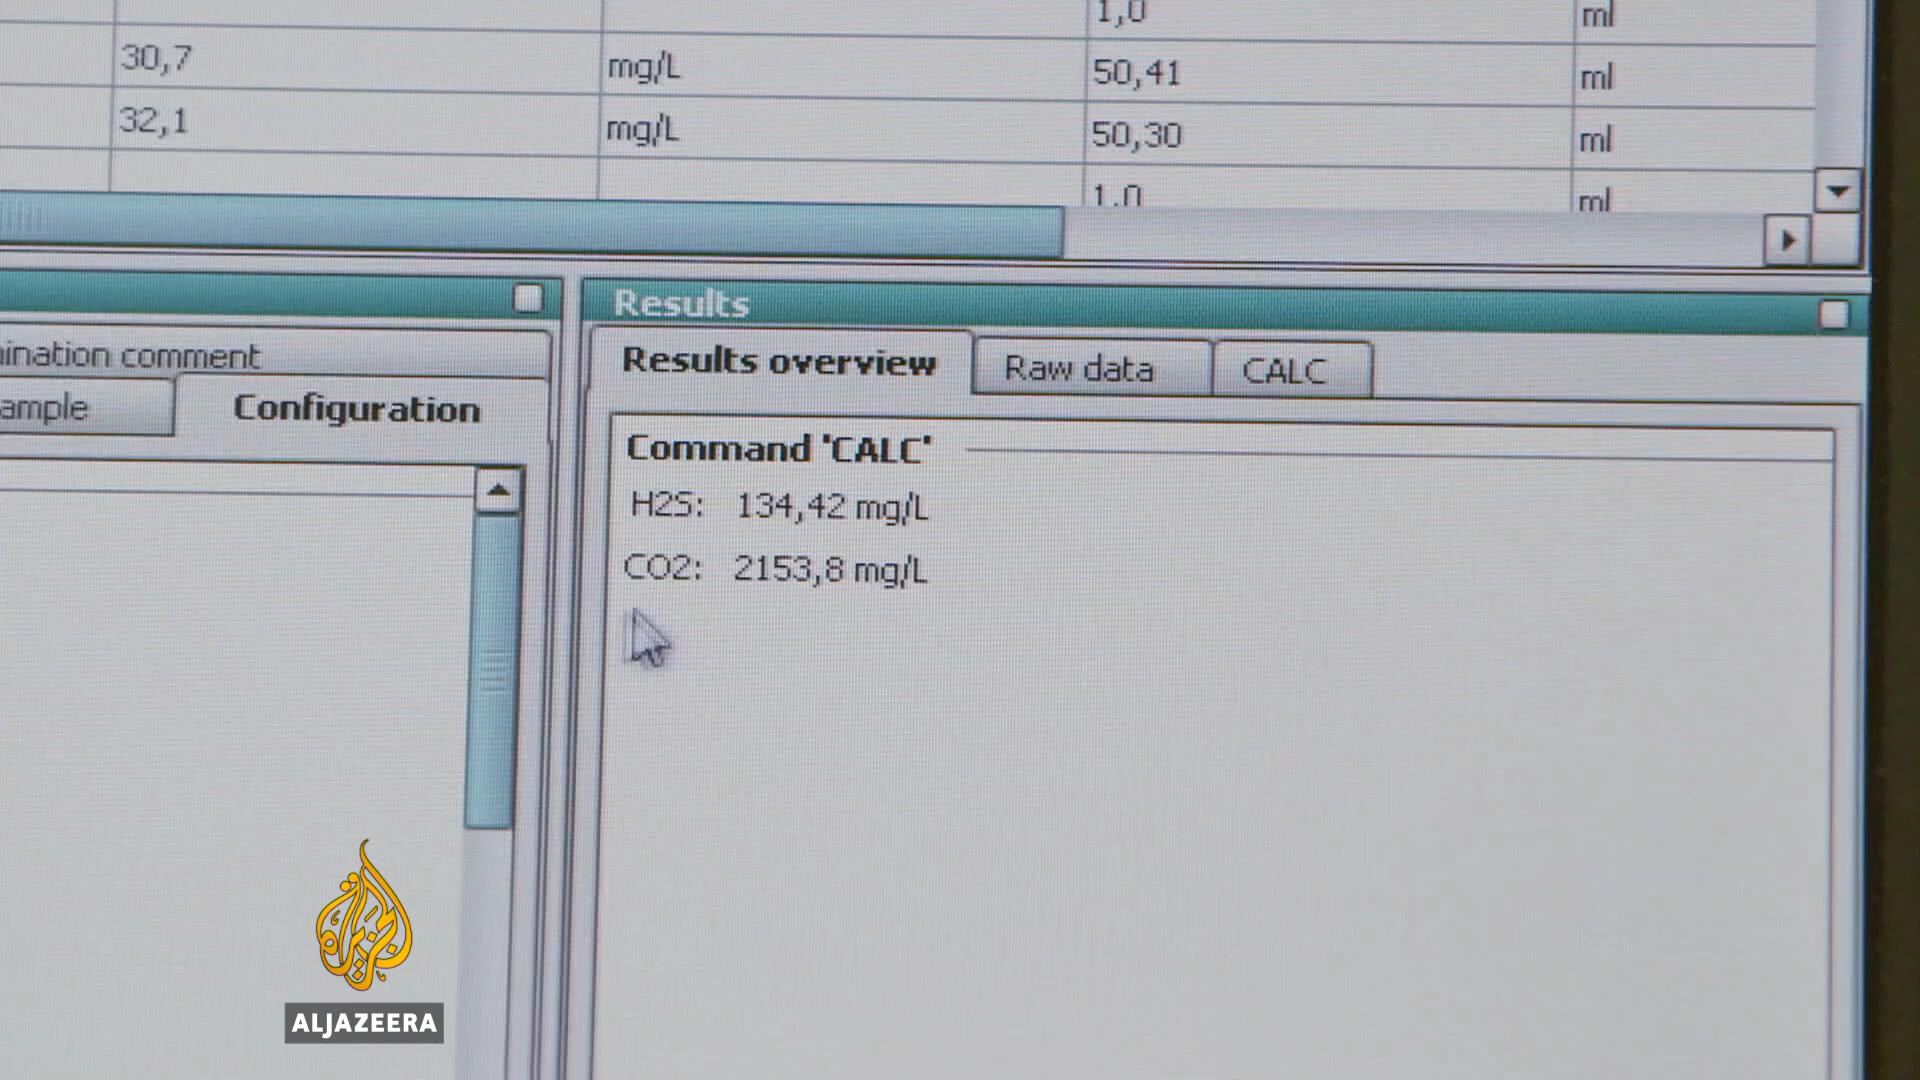 1,0 ml
30,7 mg/L 50,41 ml
32,1 mg/L 50,30 ml
1,0 ml
Results
ination comment
ample Configuration
Results overview Raw data CALC
Command 'CALC'
H2S: 134,42 mg/L
CO2: 2153,8 mg/L
الجزيرة
ALJAZEERA